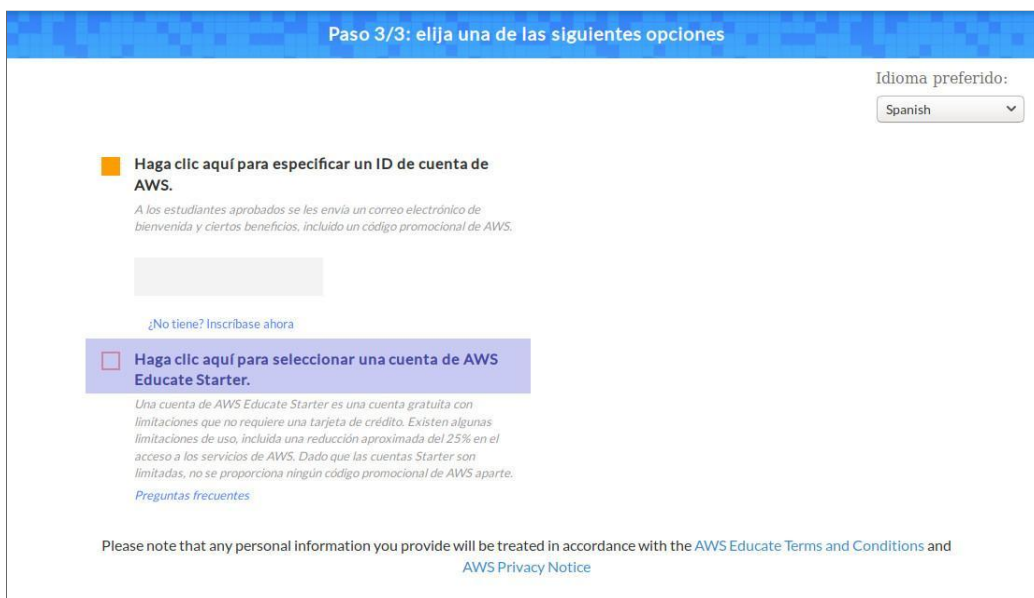 Paso 3/3: elija una de las siguientes opciones
Idioma preferido:
Spanish
Haga clic aquí para especificar un ID de cuenta de
AWS.
A los estudiantes aprobados se les envía un correo electrónico de
bienvenida y ciertos beneficios, incluido un código promocional de AWS.
¿No tiene? Inscríbase ahora
Haga clic aquí para seleccionar una cuenta de AWS
Educate Starter.
Una cuenta de AWS Educate Starter es una cuenta gratuita con
limitaciones que no requiere una tarjeta de crédito. Existen algunas
limitaciones de uso, incluida una reducción aproximada del 25% en el
acceso a los servicios de AWS. Dado que las cuentas Starter son
limitadas, no se proporciona ningún código promocional de AWS aparte.
Preguntas frecuentes
Please note that any personal information you provide will be treated in accordance with the AWS Educate Terms and Conditions and
AWS Privacy Notice